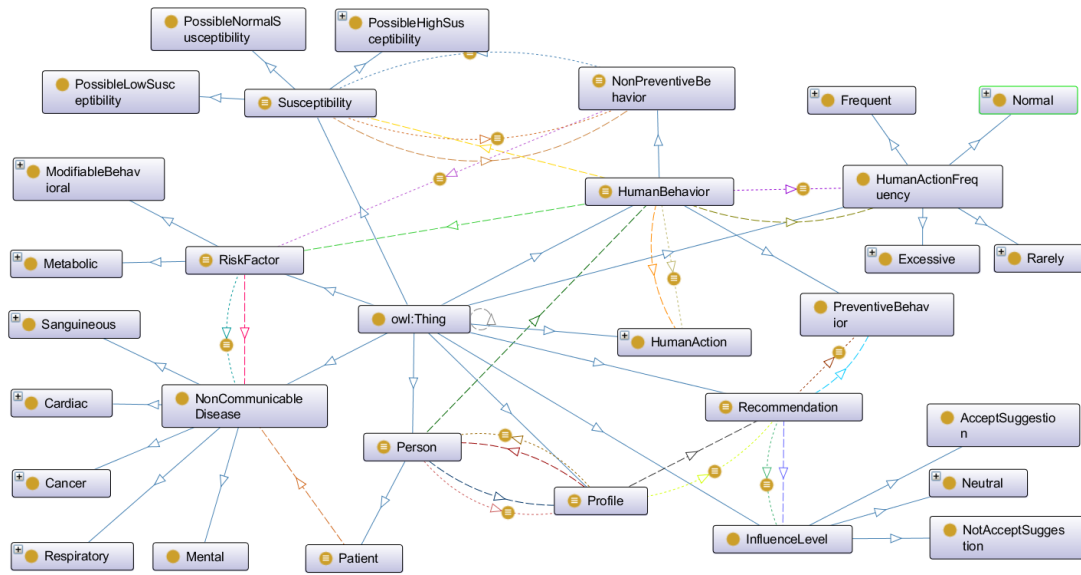 PossibleNormalS
usceptibility
PossibleHighSus
ceptibility
PossibleLowSusc
eptibility
Susceptibility
NonPreventiveBe
havior
Frequent
Normal
ModifiableBehav
ioral
HumanBehavior
HumanActionFreq
uency
Metabolic
RiskFactor
Excessive
Rarely
Sanguineous
owl:Thing
PreventiveBehav
ior
HumanAction
Cardiac
NonCommunicable
Disease
Recommendation
AcceptSuggestio
n
Person
Cancer
Profile
Neutral
Respiratory
Mental
Patient
InfluenceLevel
NotAcceptSugges
tion